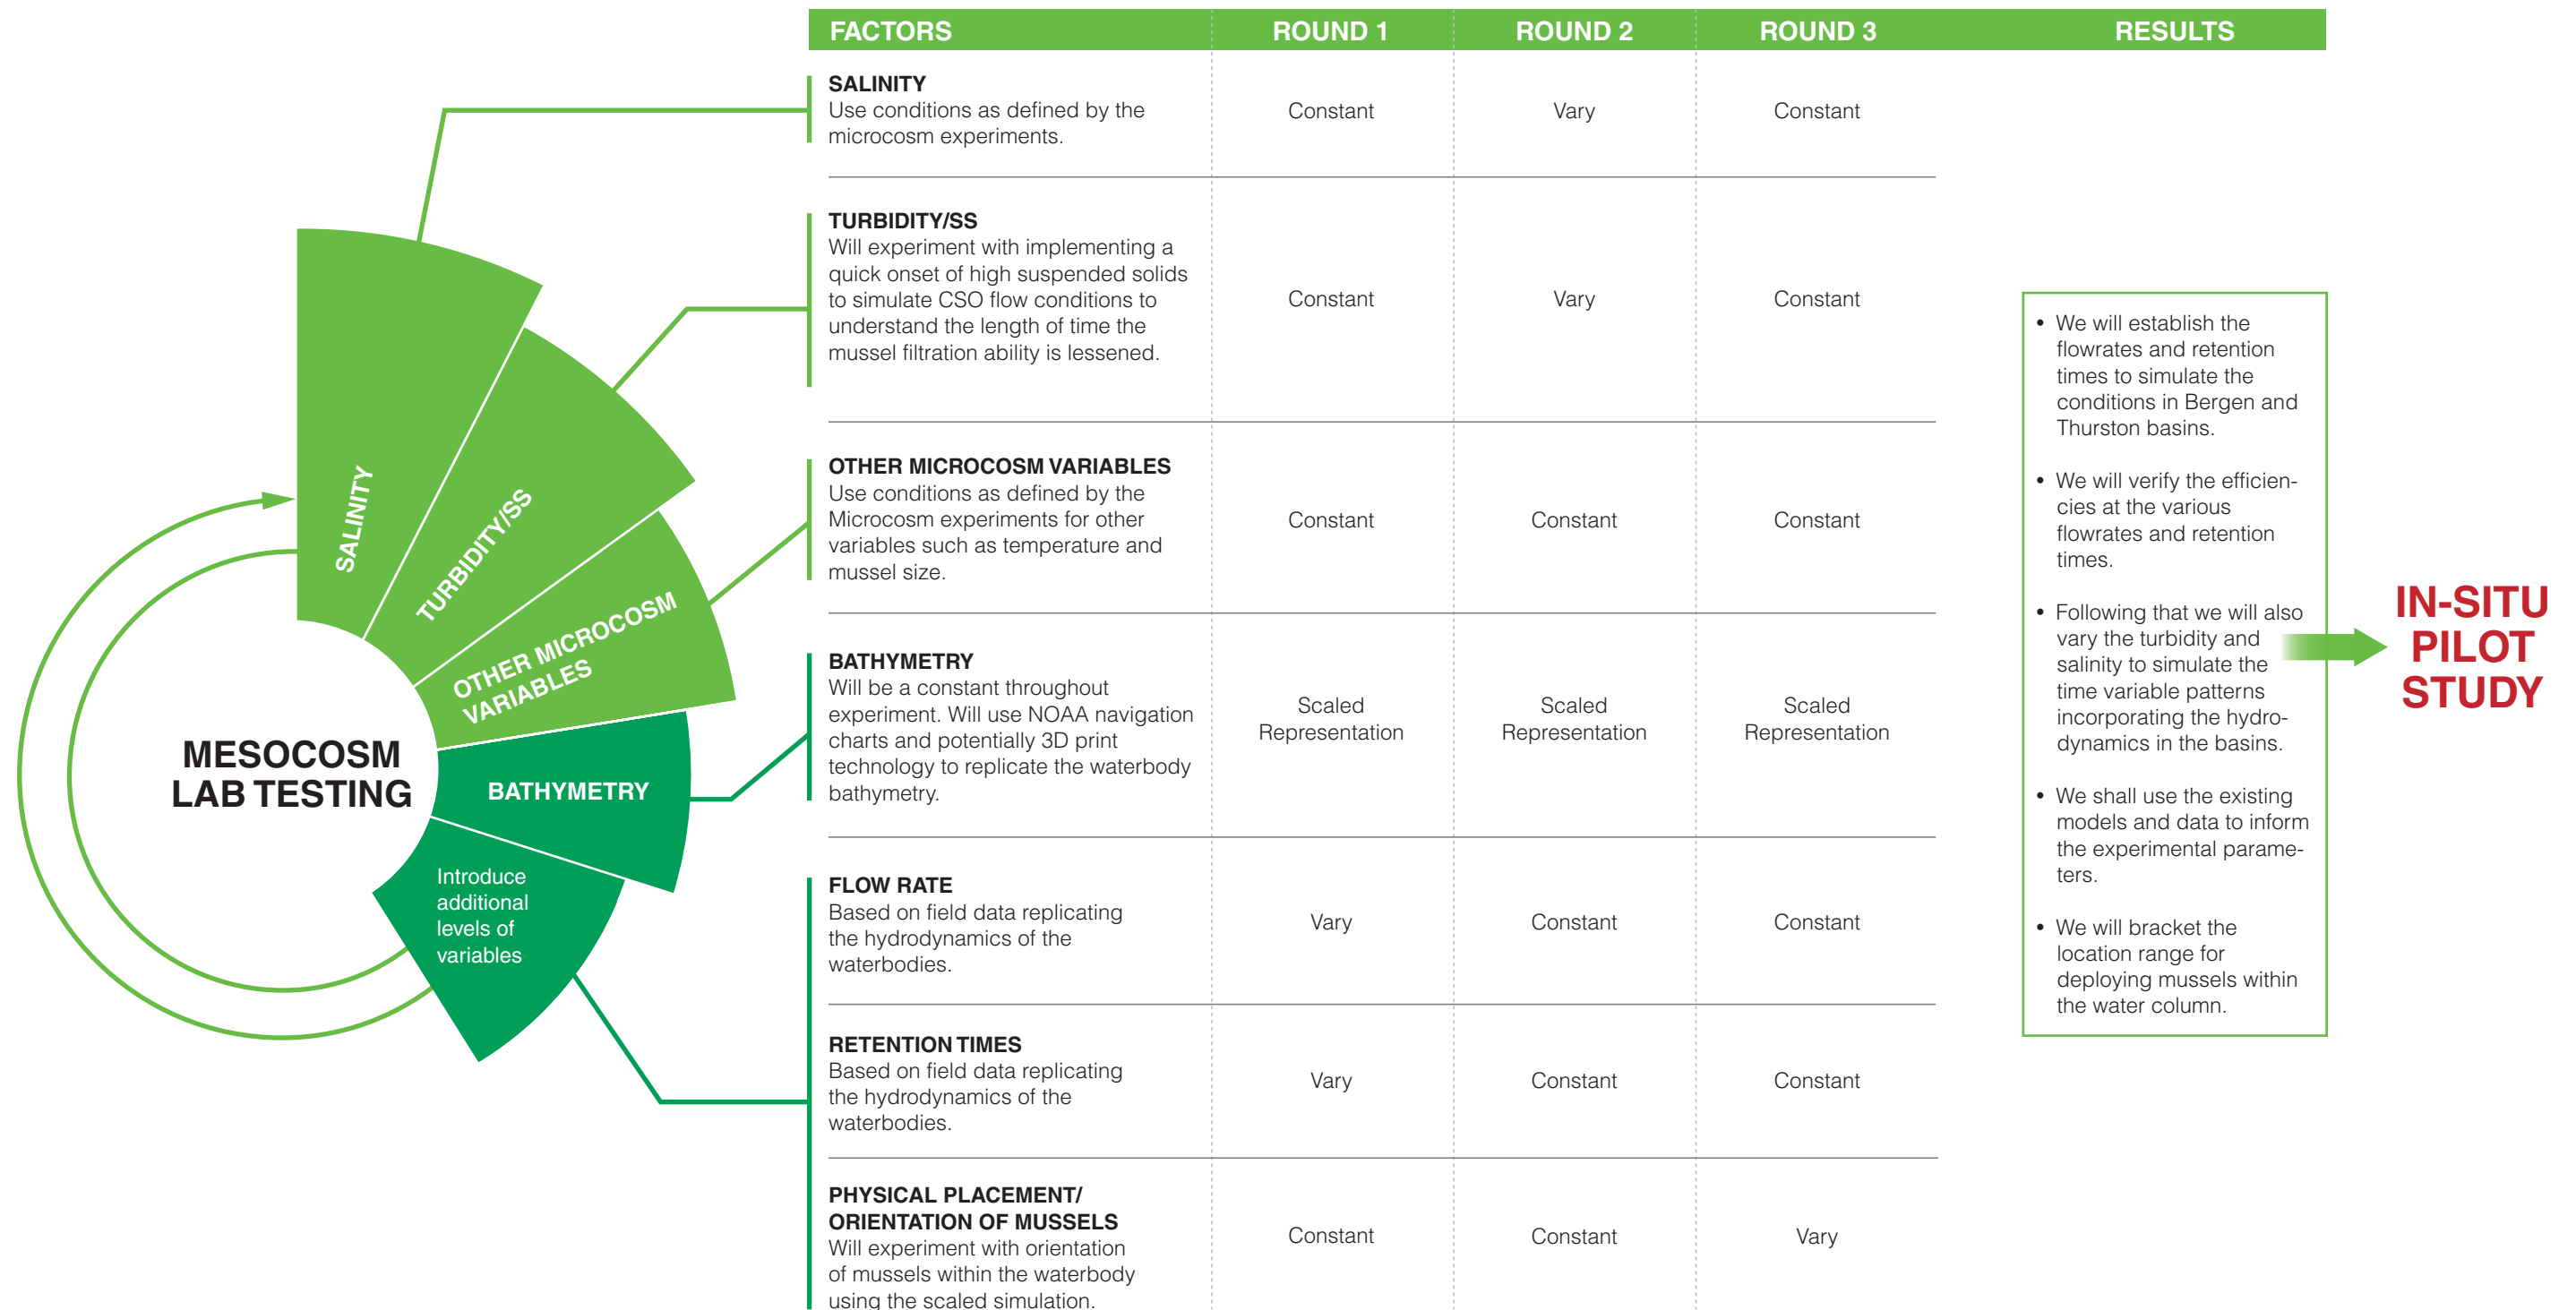 FACTORS
ROUND 1
ROUND 2
ROUND 3
RESULTS
SALINITY
Use conditions as defined by the
microcosm experiments.
Constant
Vary
Constant
TURBIDITY/SS
Will experiment with implementing a
quick onset of high suspended solids
to simulate CSO flow conditions to
understand the length of time the
mussel filtration ability is lessened.
Constant
Vary
Constant
OTHER MICROCOSM VARIABLES
Use conditions as defined by the
Microcosm experiments for other
variables such as temperature and
mussel size.
Constant
Constant
Constant
BATHYMETRY
Will be a constant throughout
experiment. Will use NOAA navigation
charts and potentially 3D print
technology to replicate the waterbody
bathymetry.
Scaled
Representation
Scaled
Representation
Scaled
Representation
FLOW RATE
Based on field data replicating
the hydrodynamics of the
waterbodies.
Vary
Constant
Constant
RETENTION TIMES
Based on field data replicating
the hydrodynamics of the
waterbodies.
Vary
Constant
Constant
PHYSICAL PLACEMENT/
ORIENTATION OF MUSSELS
Will experiment with orientation
of mussels within the waterbody
using the scaled simulation.
Constant
Constant
Vary
• We will establish the
flowrates and retention
times to simulate the
conditions in Bergen and
Thurston basins.
• We will verify the efficien-
cies at the various
flowrates and retention
times.
• Following that we will also
vary the turbidity and
salinity to simulate the
time variable patterns
incorporating the hydro-
dynamics in the basins.
• We shall use the existing
models and data to inform
the experimental parame-
ters.
• We will bracket the
location range for
deploying mussels within
the water column.
IN-SITU
PILOT
STUDY
MESOCOSM
LAB TESTING
SALINITY
TURBIDITY/SS
OTHER MICROCOSM
VARIABLES
BATHYMETRY
Introduce
additional
levels of
variables